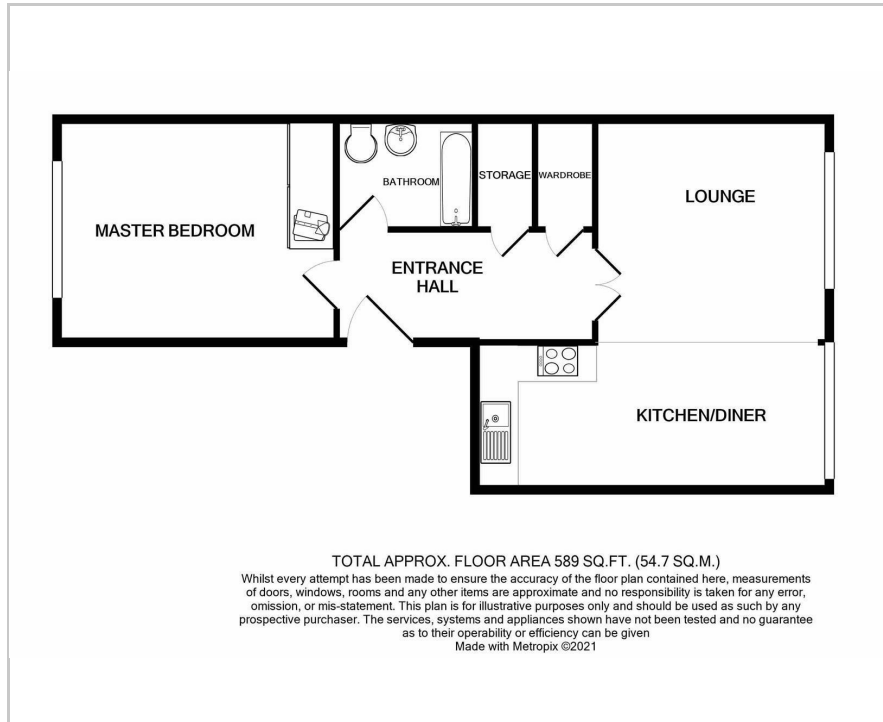 MASTER BEDROOM
BATHROOM
STORAGE
WARDROBE
LOUNGE
ENTRANCE
HALL
KITCHEN/DINER
TOTAL APPROX. FLOOR AREA 589 SQ.FT. (54.7 SQ.M.)
Whilst every attempt has been made to ensure the accuracy of the floor plan contained here, measurements
of doors, windows, rooms and any other items are approximate and no responsibility is taken for any error,
omission, or mis-statement. This plan is for illustrative purposes only and should be used as such by any
prospective purchaser. The services, systems and appliances shown have not been tested and no guarantee
as to their operability or efficiency can be given
Made with Metropix ©2021